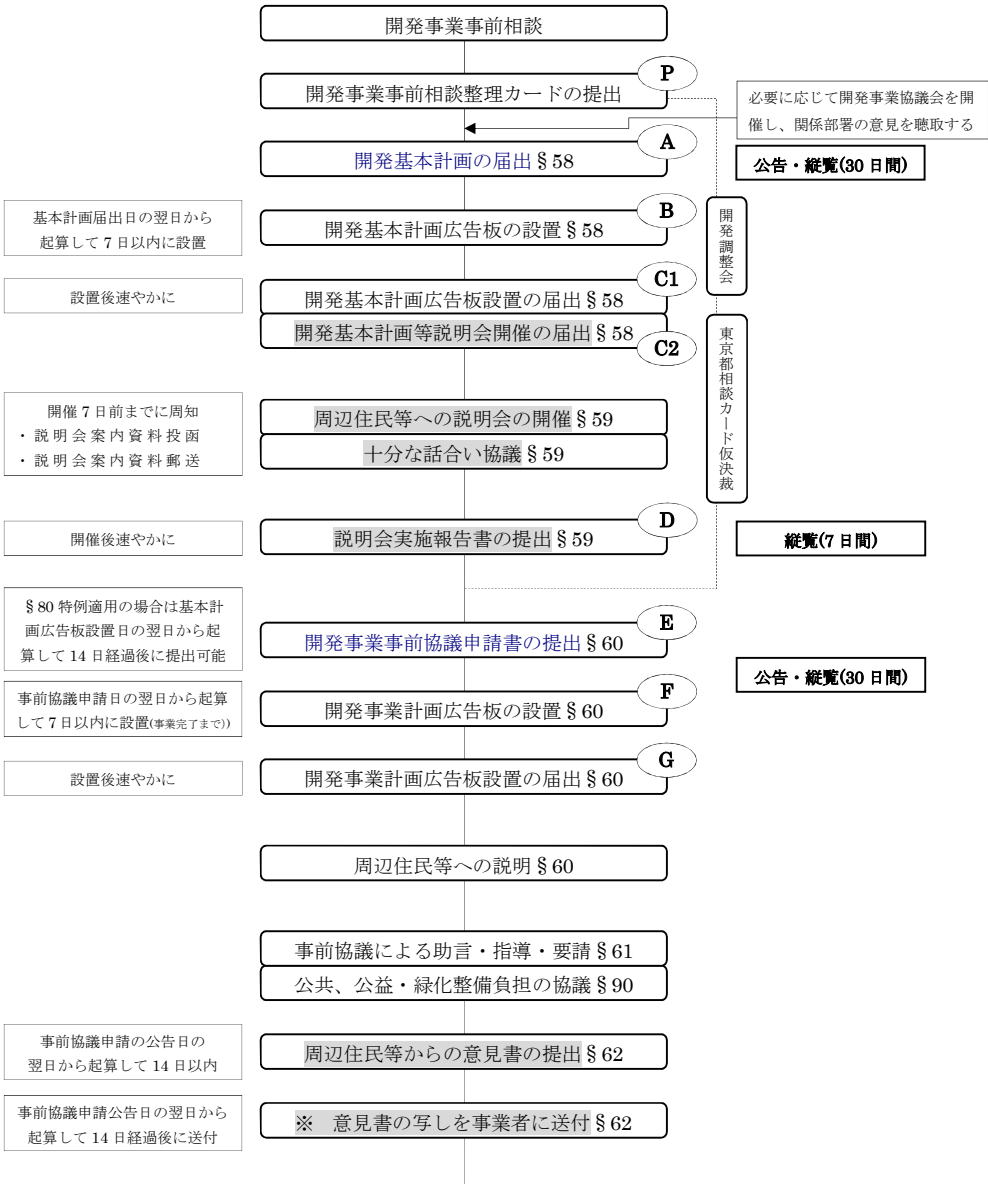 開発事業事前相談
P
開発事業事前相談整理カードの提出
必要に応じて開発事業協議会を開
催し、関係部署の意見を聴取する
A
開発基本計画の届出§58
公告・縦覧(30日間)
基本計画届出日の翌日から
起算して7日以内に設置
B
開発基本計画広告板の設置§58
開発調整会
設置後速やかに
C1
開発基本計画広告板設置の届出§58
開発基本計画等説明会開催の届出§58
C2
東京都相談カード仮決裁
開催7日前までに周知
・説明会案内資料投函
・説明会案内資料郵送
周辺住民等への説明会の開催§59
十分な話合い協議§59
開催後速やかに
D
説明会実施報告書の提出§59
縦覧(7日間)
§80特例適用の場合は基本計
画広告板設置日の翌日から起
算して14日経過後に提出可能
E
開発事業事前協議申請書の提出§60
公告・縦覧(30日間)
事前協議申請日の翌日から起算
して7日以内に設置(事業完了まで))
F
開発事業計画広告板の設置§60
設置後速やかに
G
開発事業計画広告板設置の届出§60
周辺住民等への説明§60
事前協議による助言・指導・要請§61
公共、公益・緑化整備負担の協議§90
事前協議申請の公告日の
翌日から起算して14日以内
周辺住民等からの意見書の提出§62
事前協議申請公告日の翌日から
起算して14日経過後に送付
※　意見書の写しを事業者に送付§62